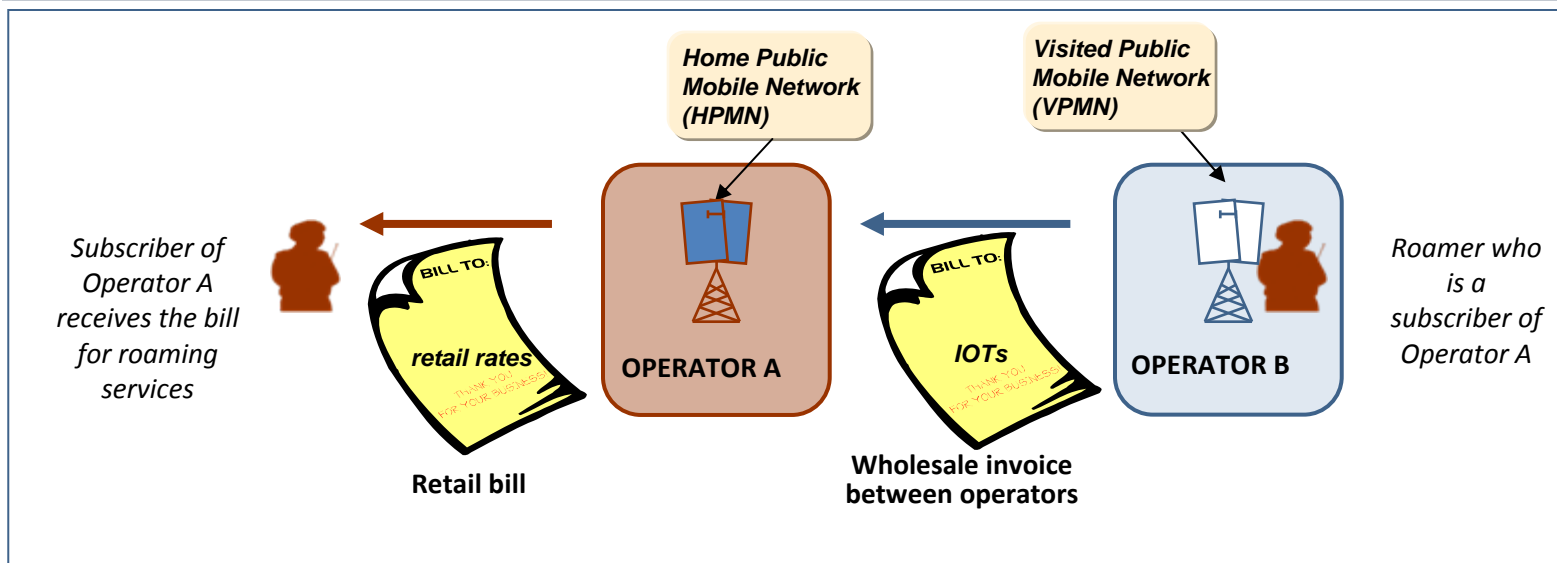 Home Public
Mobile Network
(HPMN)
Visited Public
Mobile Network
(VPMN)
Subscriber of
Operator A
receives the bill
for roaming
services
BILL TO:
retail rates
THANK YOU
FOR YOUR BUSINESS!
Retail bill
OPERATOR A
BILL TO:
IOTs
THANK YOU
FOR YOUR BUSINESS!
Wholesale invoice
between operators
OPERATOR B
Roamer who
is a
subscriber of
Operator A